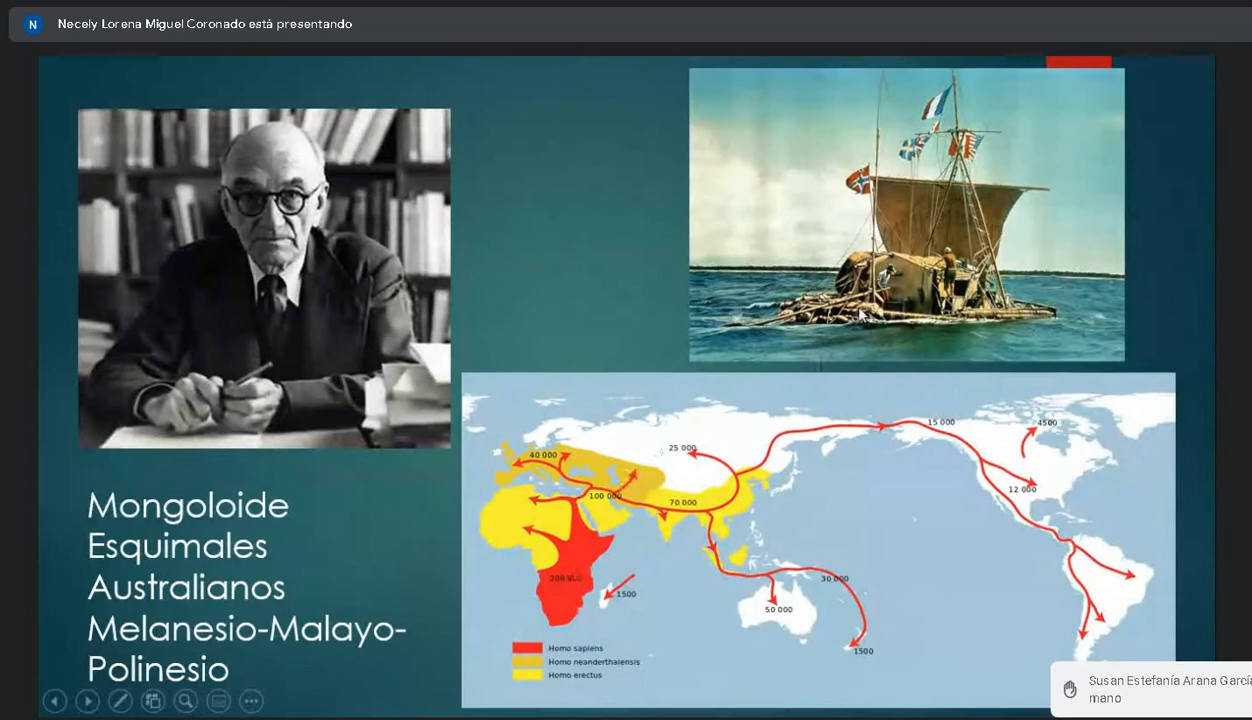 N
Necely Lorena Miguel Coronado está presentando
Mongoloide
Esquimales
Australianos
Melanesio-Malayo-
Polinesio
40 000
25 000
15 000
4500
100 000
70 000
12 000
1500
50 000
30 000
1500
Homo sapiens
Homo neanderthalensis
Homo erectus
Susan Estefanía Arana García
mano